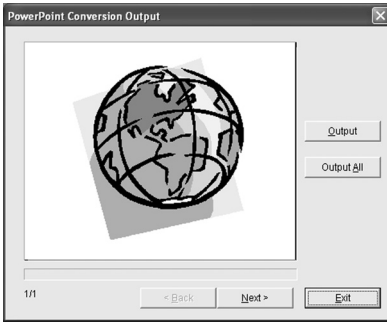 PowerPoint Conversion Output
Output
Output All
1/1
< Back
Next >
Exit